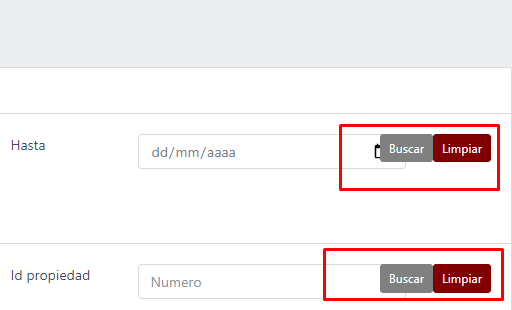 Hasta
dd/mm/aaaa
Buscar
Limpiar
Id propiedad
Numero
Buscar
Limpiar